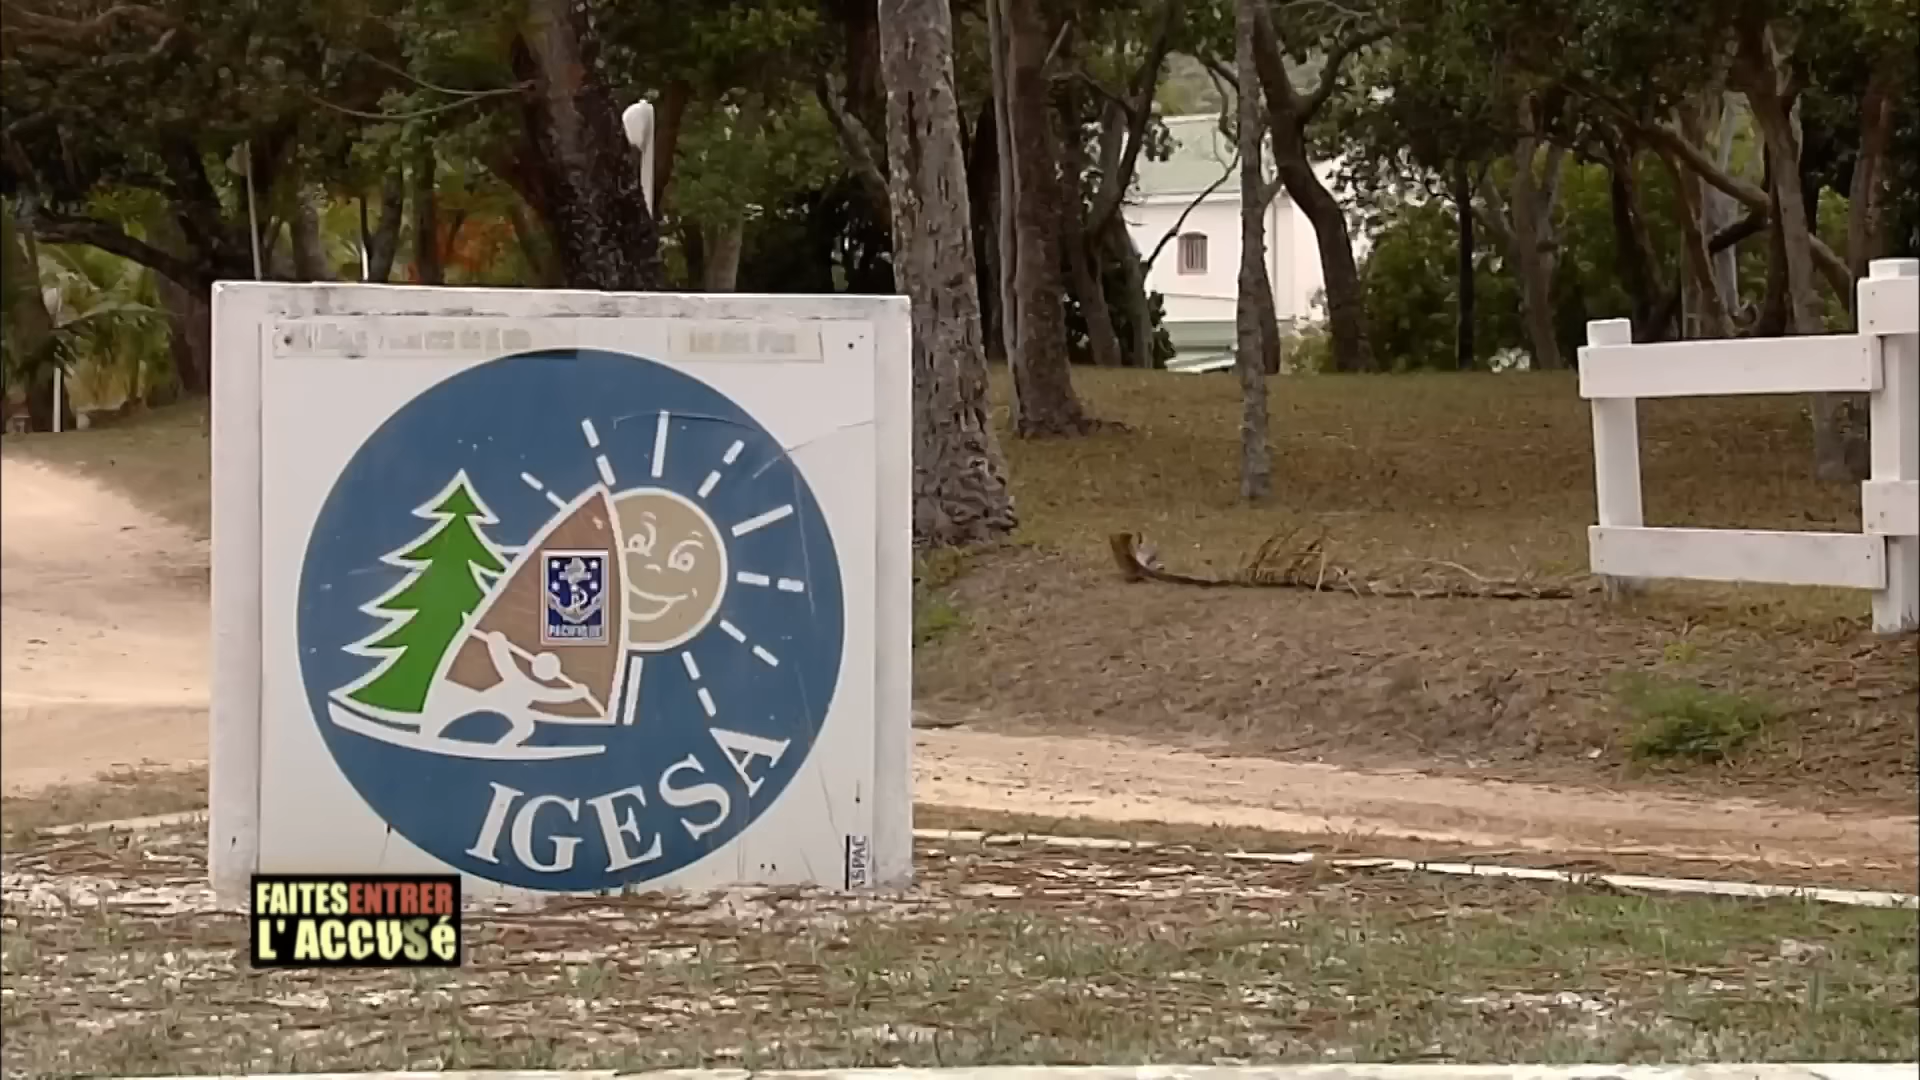 PACIFIQUE
IGESA
ASPAC
FAITES ENTRER
L'ACCUSé